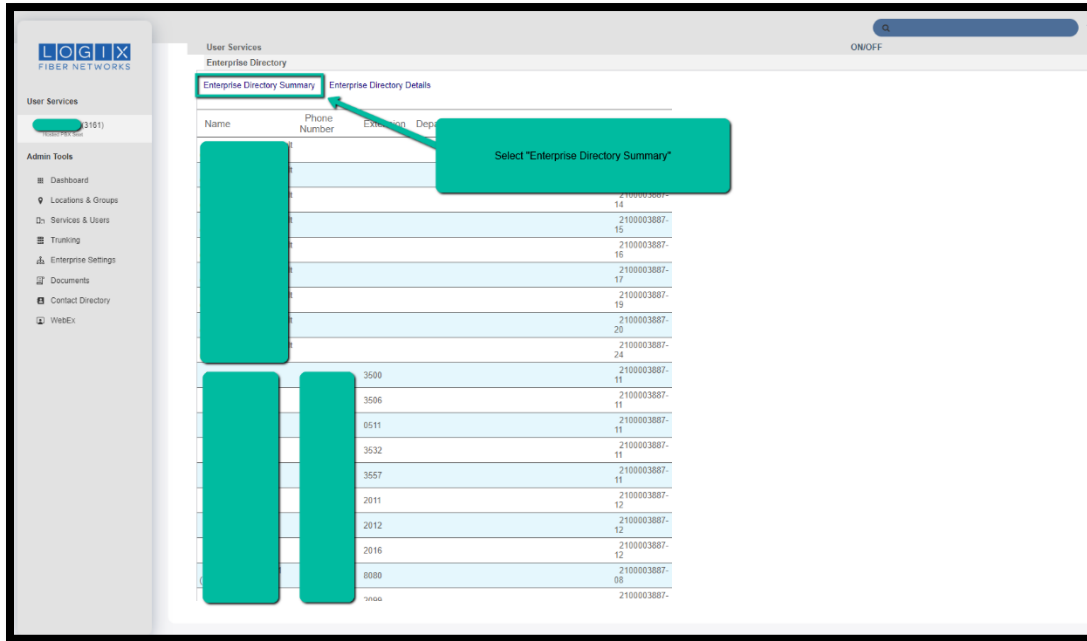 LOGIX
FIBER NETWORKS
User Services
(3161)
Hosted PBX Seat
Admin Tools
Dashboard
Locations & Groups
Services & Users
Trunking
Enterprise Settings
Documents
Contact Directory
WebEx
User Services
ON/OFF
Enterprise Directory
Enterprise Directory Summary
Enterprise Directory Details
Name
Phone
Number
Extension
Select "Enterprise Directory Summary"
2100003887-
14
2100003887-
15
2100003887-
16
2100003887-
17
2100003887-
19
2100003887-
20
2100003887-
24
3500
2100003887-
11
3506
2100003887-
11
0511
2100003887-
11
3532
2100003887-
11
3557
2100003887-
11
2011
2100003887-
12
2012
2100003887-
12
2016
2100003887-
12
8080
2100003887-
08
2100003887-